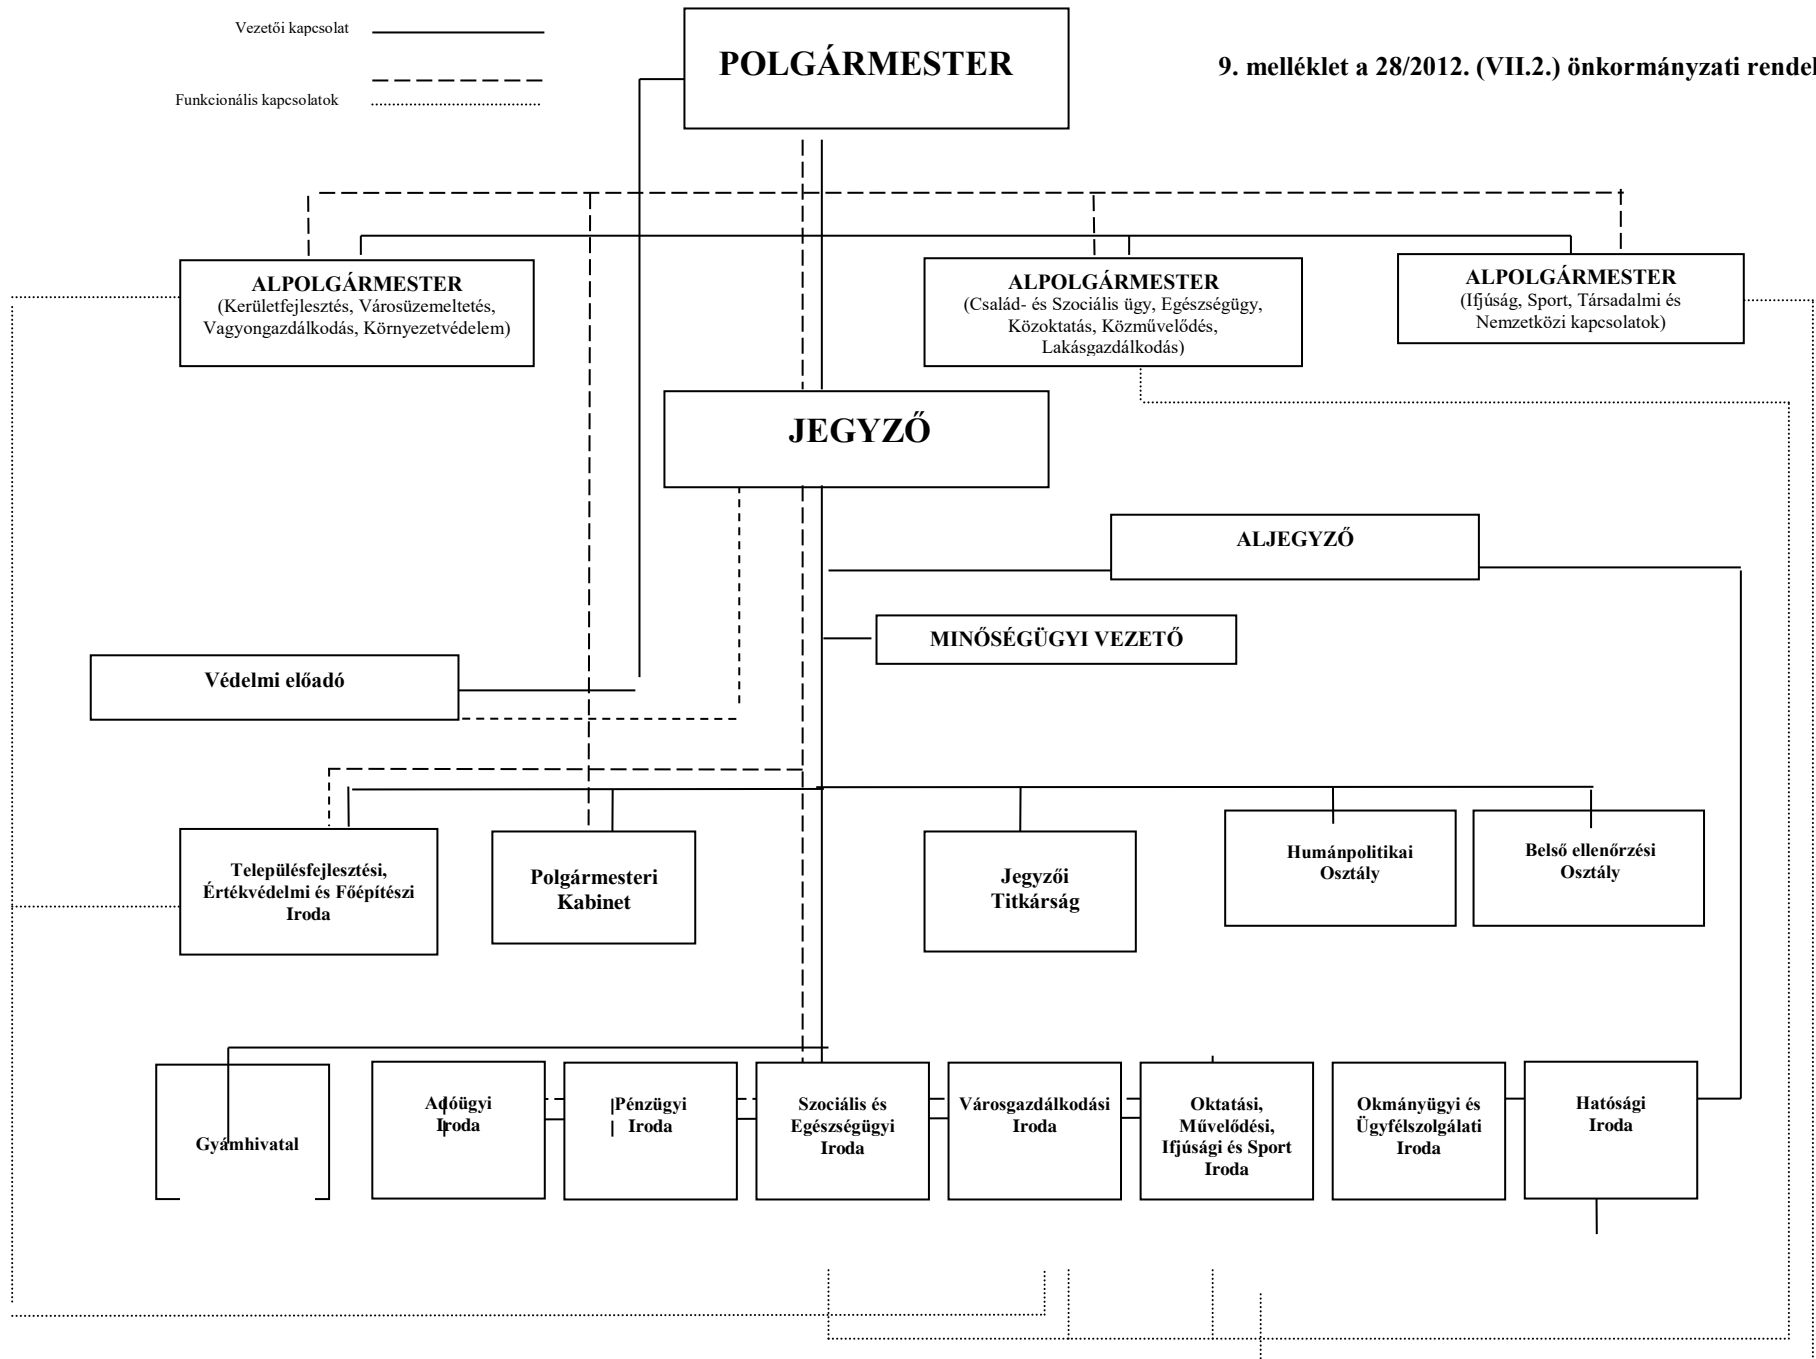 Vezetői kapcsolat
Funkcionális kapcsolatok
POLGÁRMESTER
9. melléklet a 28/2012. (VII.2.) önkormányzati
ALPOLGÁRMESTER
(Kerületfejlesztés, Városüzemeltetés,
Vagyongazdálkodás, Környezetvédelem)
ALPOLGÁRMESTER
(Család- és Szociális ügy, Egészségügy,
Közoktatás, Közművelődés,
Lakásgazdálkodás)
ALPOLGÁRMESTER
(Ifjúság, Sport, Társadalmi és
Nemzetközi kapcsolatok)
JEGYZŐ
ALJEGYZŐ
MINŐSÉGÜGYI VEZETŐ
Védelmi előadó
Településfejlesztési,
Értékvédelmi és Főépítészi
Iroda
Polgármesteri
Kabinet
Jegyzői
Titkárság
Humánpolitikai
Osztály
Belső ellenőrzési
Osztály
Gyámhivatal
Adóügyi
Iroda
Pénzügyi
Iroda
Szociális és
Egészségügyi
Iroda
Városgazdálkodási
Iroda
Oktatási,
Művelődési,
Ifjúsági és Sport
Iroda
Okmányügyi és
Ügyfélszolgálati
Iroda
Hatósági
Iroda